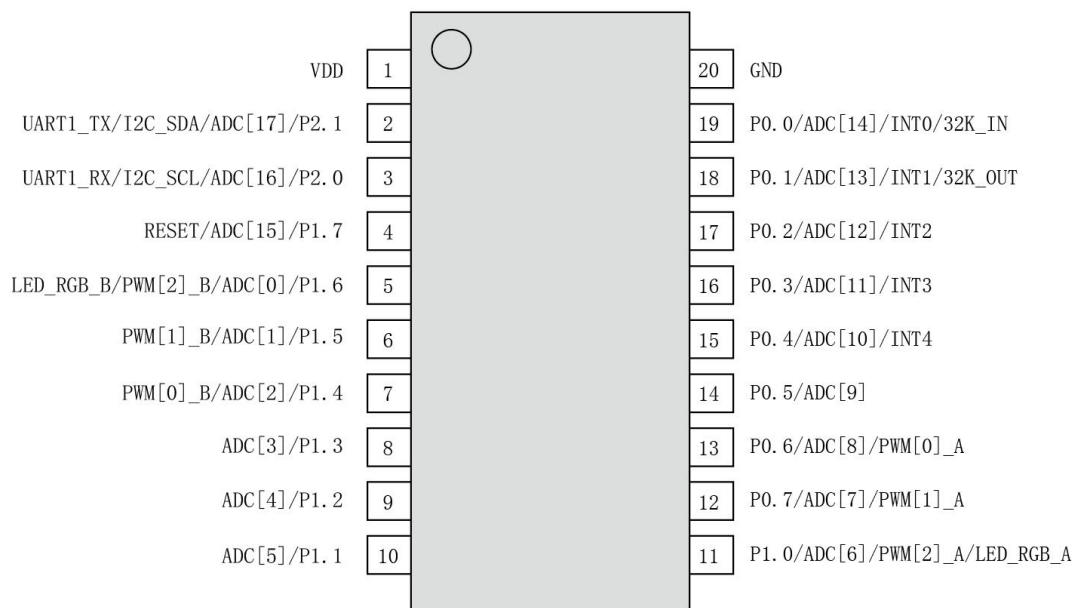 VDD 1 20 GND
UART1_TX/I2C_SDA/ADC[17]/P2.1 2 19 P0.0/ADC[14]/INT0/32K_IN
UART1_RX/I2C_SCL/ADC[16]/P2.0 3 18 P0.1/ADC[13]/INT1/32K_OUT
RESET/ADC[15]/P1.7 4 17 P0.2/ADC[12]/INT2
LED_RGB_B/PWM[2]_B/ADC[0]/P1.6 5 16 P0.3/ADC[11]/INT3
PWM[1]_B/ADC[1]/P1.5 6 15 P0.4/ADC[10]/INT4
PWM[0]_B/ADC[2]/P1.4 7 14 P0.5/ADC[9]
ADC[3]/P1.3 8 13 P0.6/ADC[8]/PWM[0]_A
ADC[4]/P1.2 9 12 P0.7/ADC[7]/PWM[1]_A
ADC[5]/P1.1 10 11 P1.0/ADC[6]/PWM[2]_A/LED_RGB_A